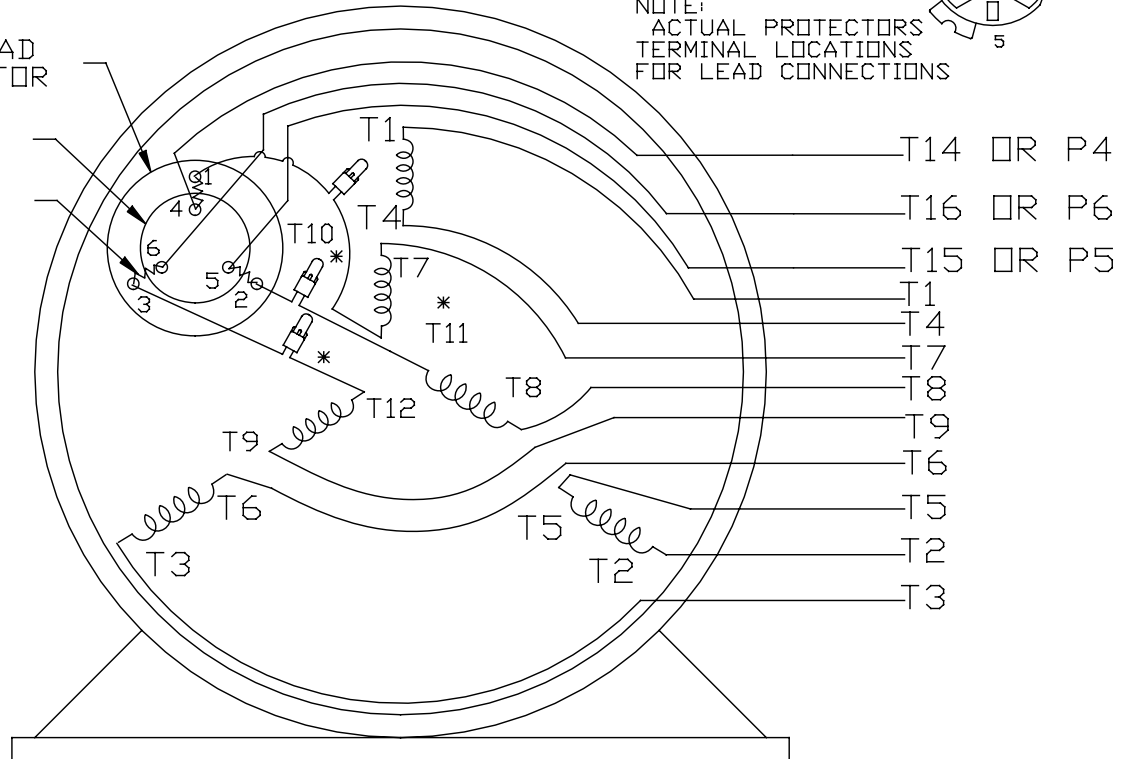 NOTE:
ACTUAL PROTECTORS
TERMINAL LOCATIONS
FOR LEAD CONNECTIONS
5
AD
TOR
T1
T14 OR P4
1
4
T4
T16 OR P6
T10
*
6
T7
T15 OR P5
5
2
3
*
T11
T1
T4
*
T7
T8
T8
T12
T9
T9
T6
T6
T5
T5
T3
T2
T2
T3